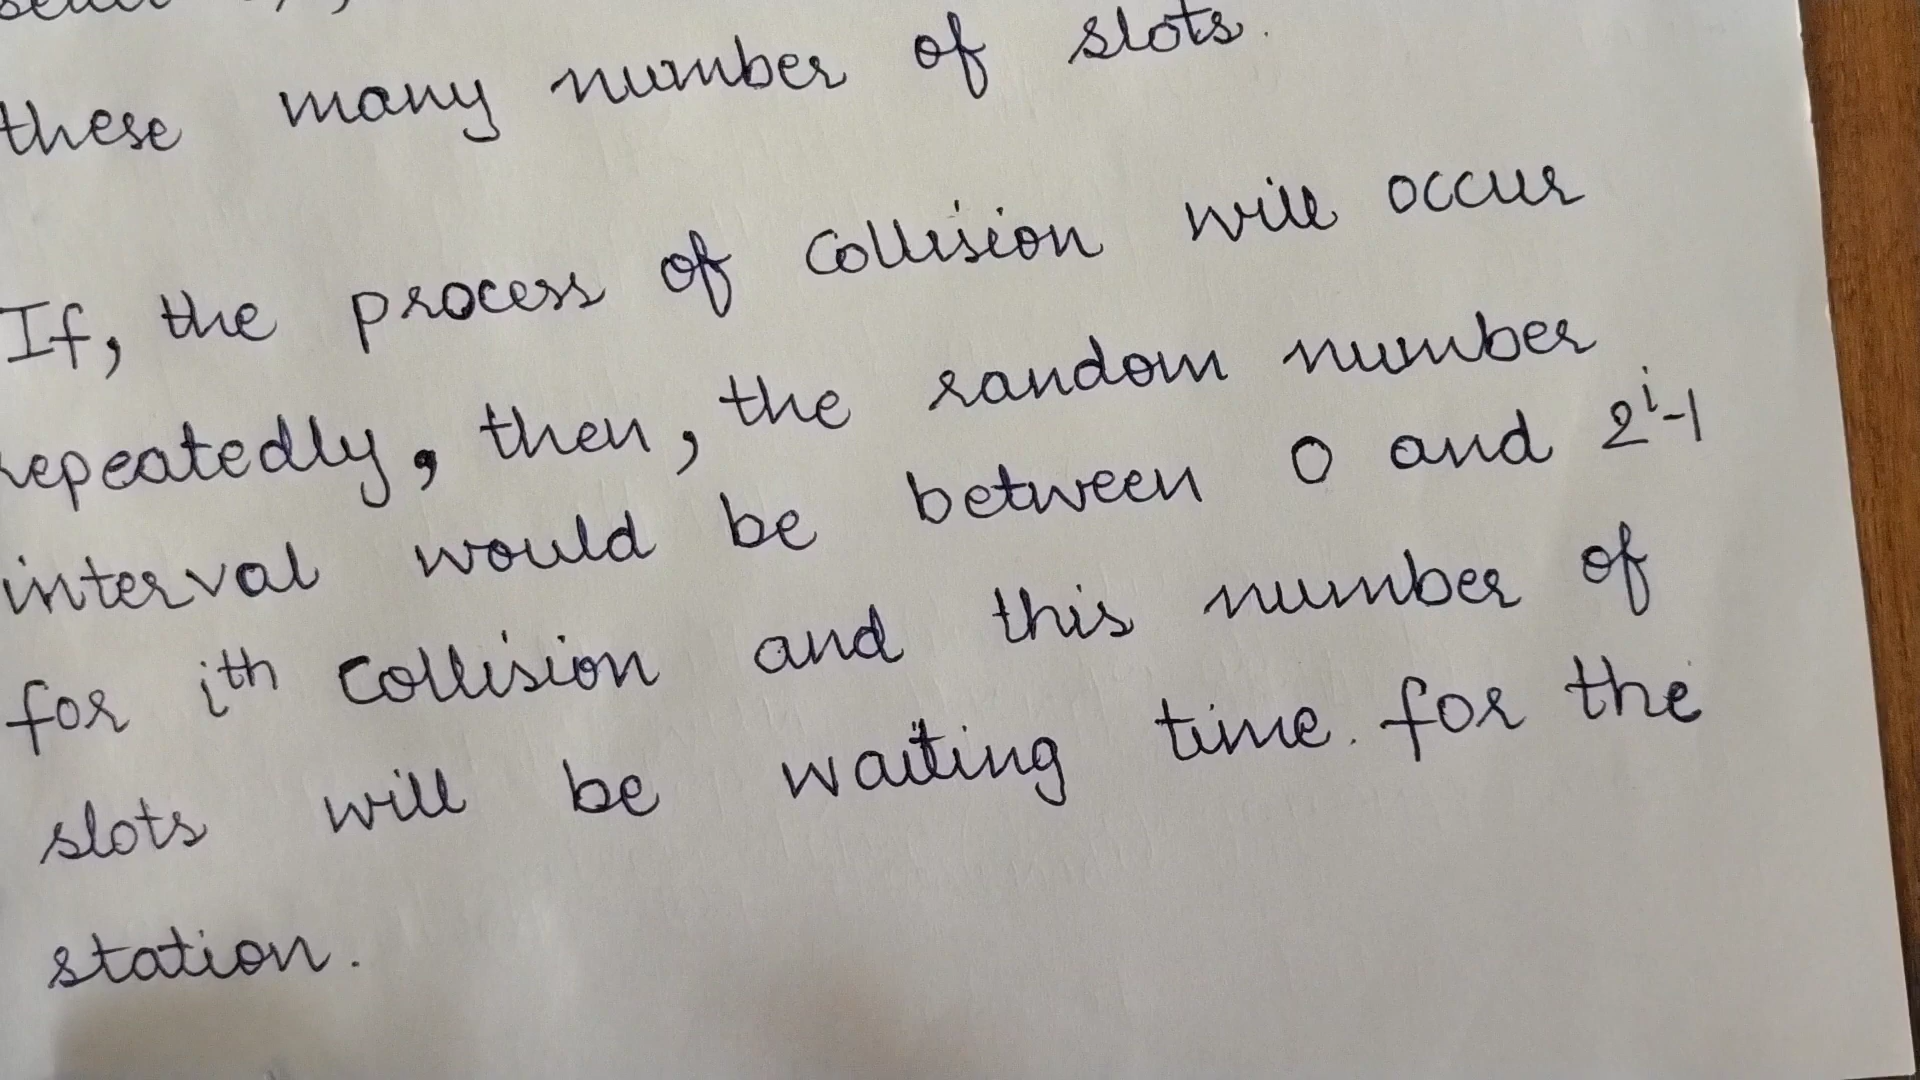 these many number of slots.
If, the process of collision will occur
repeatedly, then, the random number
interval would be between 0 and 2^i-1
for ith collision and this number of
slots will be waiting time. for the
station.